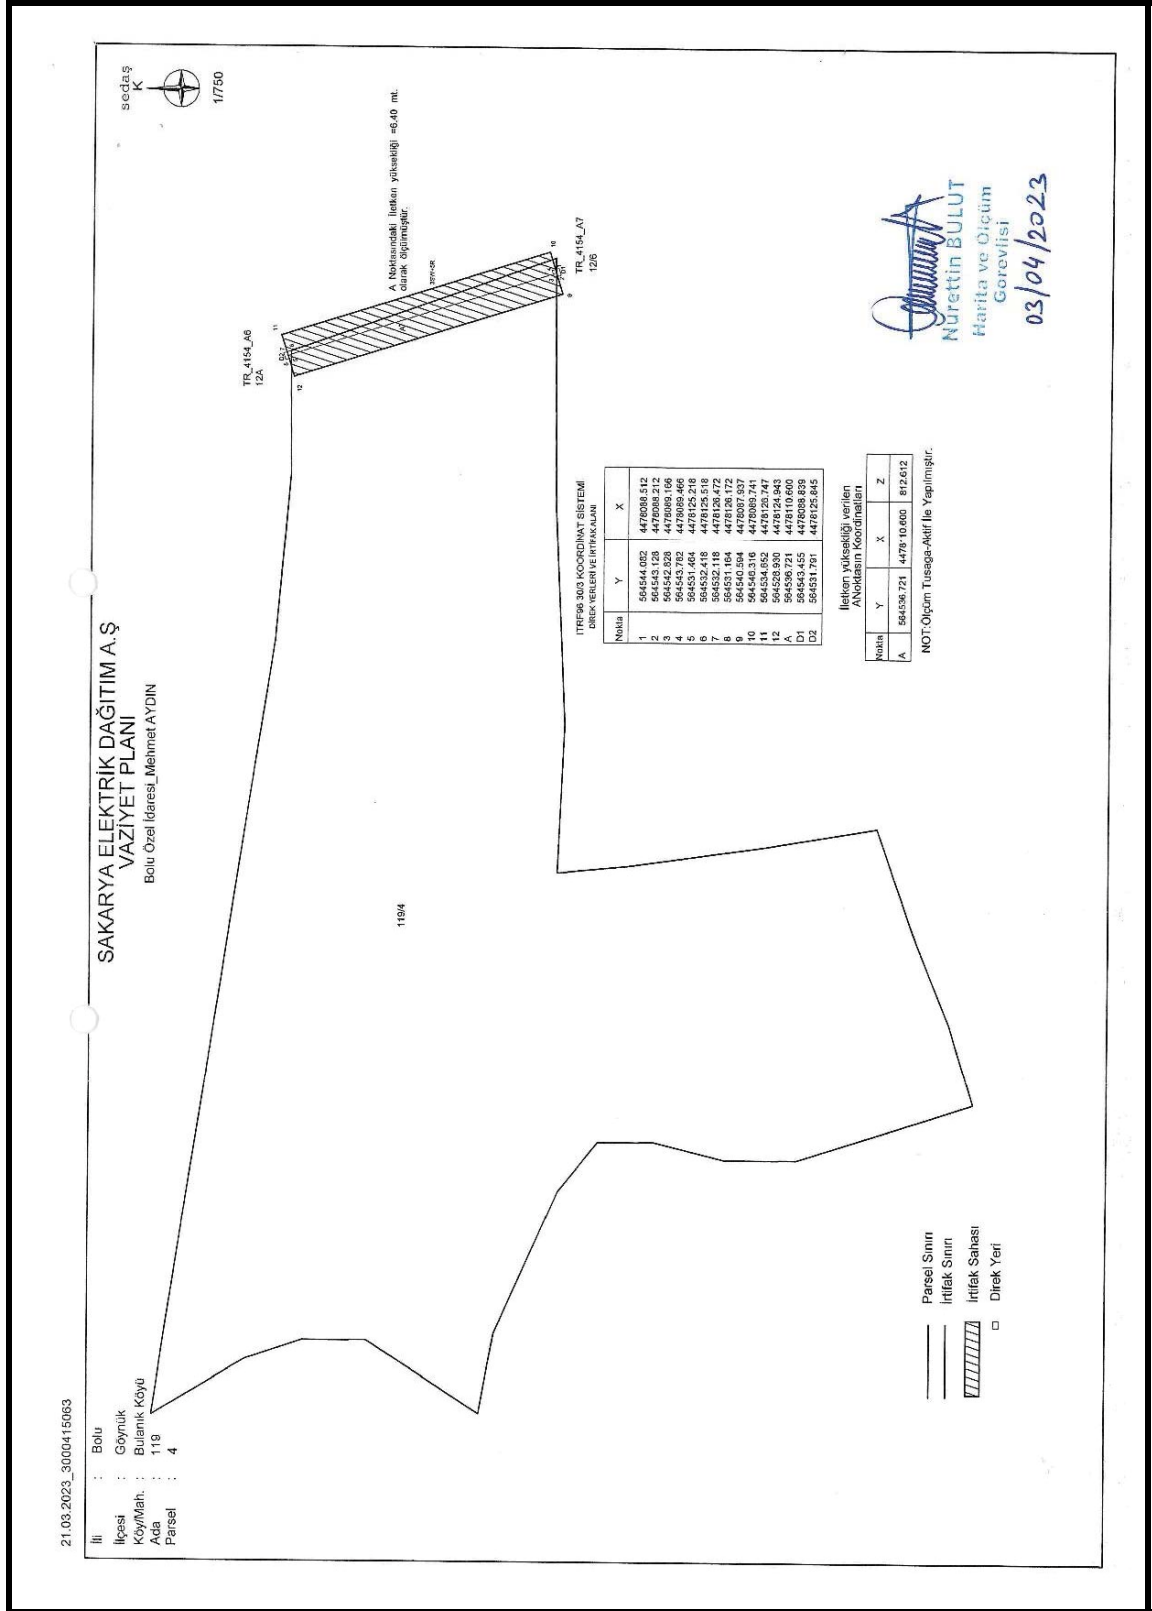 21.03.2023_3000415063
SAKARYA ELEKTRİK DAĞITIM A.Ş
VAZİYET PLANI
Bolu Özel İdaresi_Mehmet AYDIN
sedaş
K
1/750
İli : Bolu
İlçesi : Göynük
Köy/Mah. : Bulanık Köyü
Ada : 119
Parsel : 4
TR_4154_A6
12A
A Noktasındaki İletken yüksekliği =6.40 mt.
olarak ölçülmüştür.
TR_4154_A7
12/6
11
12
10
9
119/4
ITRF96 30/3 KOORDİNAT SİSTEMİ
DİREK YERLERİ VE İRTİFAK ALANI
Nokta Y X
1 564544.082 4478088.512
2 564543.128 4478088.212
3 564542.828 4478089.166
4 564543.782 4478089.466
5 564531.464 4478125.218
6 564532.418 4478125.518
7 564532.118 4478126.472
8 564531.164 4478126.172
9 564540.594 4478087.937
10 564546.316 4478089.741
11 564534.652 4478126.747
12 564528.930 4478124.943
A 564536.721 4478110.600
D1 564543.455 4478088.839
D2 564531.791 4478125.845
İletken yüksekliği verilen
ANoktasın Koordinatları
Nokta Y X Z
A 564536.721 4478110.600 812.612
NOT:Ölçüm Tusaga-Aktif İle Yapılmıştır.
Parsel Sınırı
İrtifak Sınırı
İrtifak Sahası
Direk Yeri
Nurettin BULUT
Harita ve Ölçüm
Görevlisi
03/04/2023